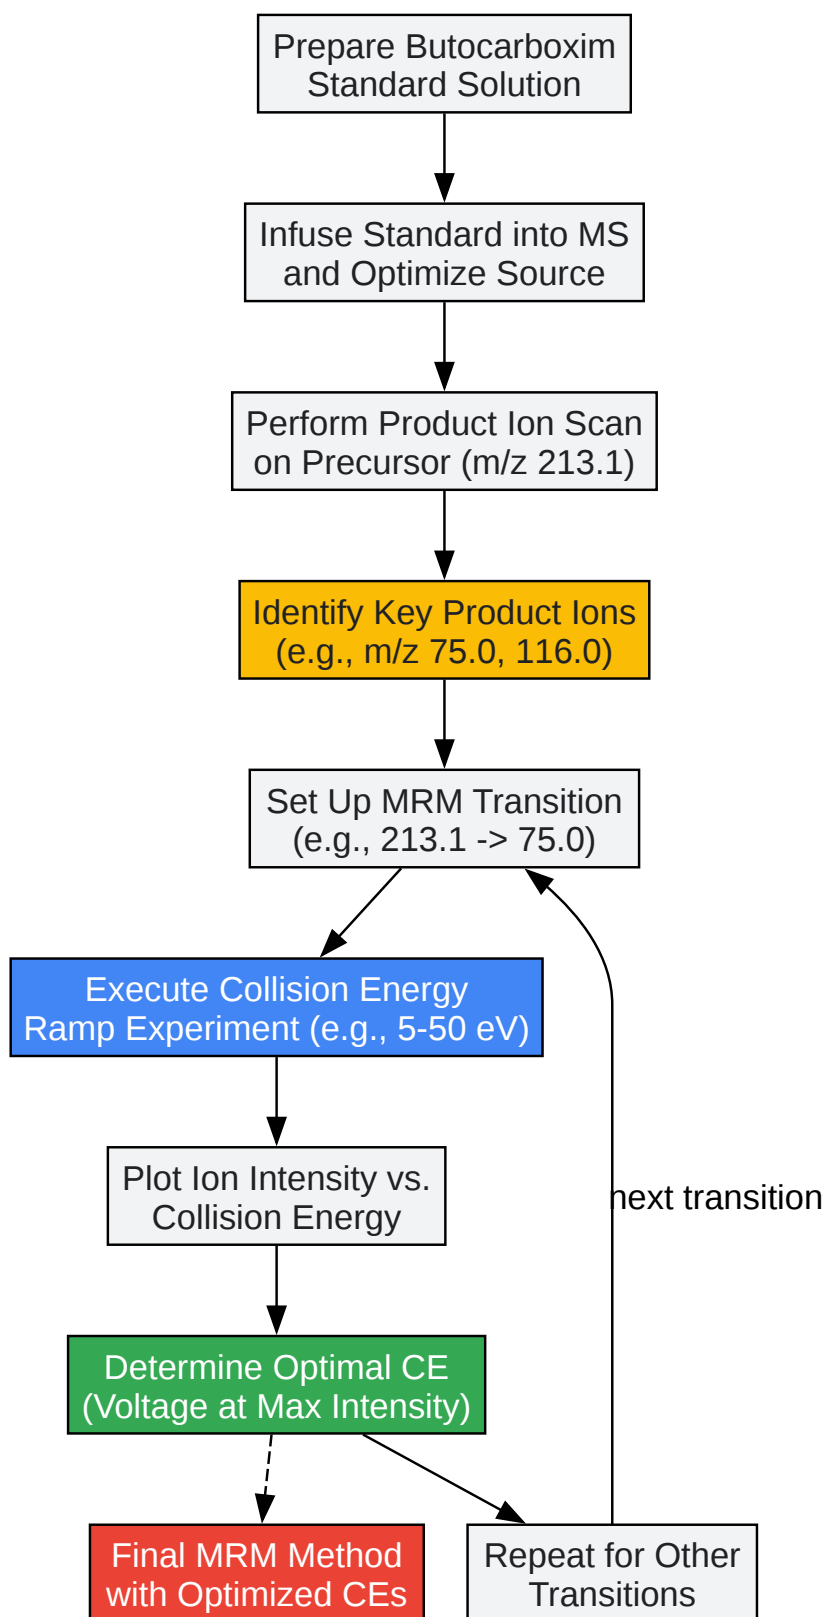 Prepare Butocarboxim
Standard Solution
Infuse Standard into MS
and Optimize Source
Perform Product Ion Scan
on Precursor (m/z 213.1)
Identify Key Product Ions
(e.g., m/z 75.0, 116.0)
Set Up MRM Transition
(e.g., 213.1 -> 75.0)
Execute Collision Energy
Ramp Experiment (e.g., 5-50 eV)
Plot Ion Intensity vs.
Collision Energy
next transition
Determine Optimal CE
(Voltage at Max Intensity)
Final MRM Method
with Optimized CEs
Repeat for Other
Transitions